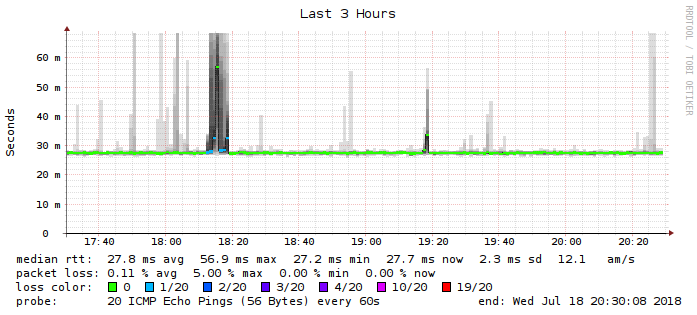 Last 3 Hours
RRDTOOL / TOBI OETIKER
Seconds
60 m
50 m
40 m
30 m
20 m
10 m
0
17:40 18:00 18:20 18:40 19:00 19:20 19:40 20:00 20:20
median rtt: 27.8 ms avg 56.9 ms max 27.2 ms min 27.7 ms now 2.3 ms sd 12.1 am/s
packet loss: 0.11 % avg 5.00 % max 0.00 % min 0.00 % now
loss color: 0 1/20 2/20 3/20 4/20 10/20 19/20
probe: 20 ICMP Echo Pings (56 Bytes) every 60s end: Wed Jul 18 20:30:08 2018